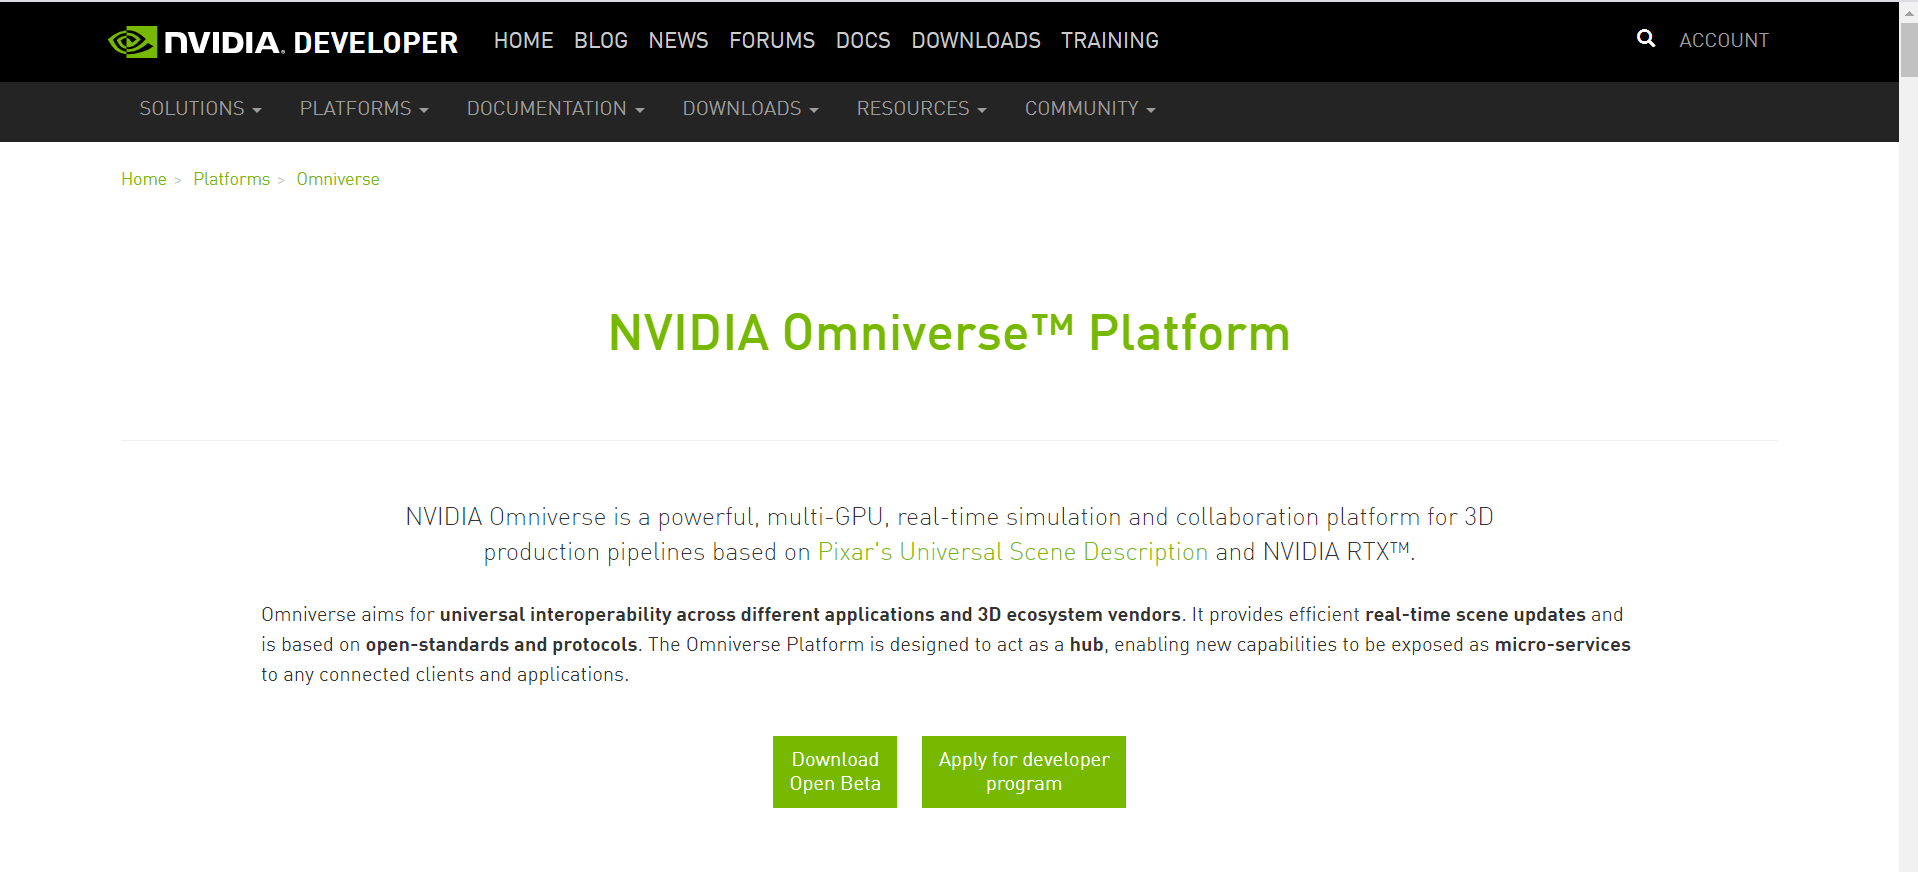 NVIDIA. DEVELOPER HOME BLOG NEWS FORUMS DOCS DOWNLOADS TRAINING ACCOUNT
SOLUTIONS PLATFORMS DOCUMENTATION DOWNLOADS RESOURCES COMMUNITY
Home > Platforms > Omniverse
NVIDIA Omniverse™ Platform
NVIDIA Omniverse is a powerful, multi-GPU, real-time simulation and collaboration platform for 3D
production pipelines based on Pixar's Universal Scene Description and NVIDIA RTX™.
Omniverse aims for universal interoperability across different applications and 3D ecosystem vendors. It provides efficient real-time scene updates and
is based on open-standards and protocols. The Omniverse Platform is designed to act as a hub, enabling new capabilities to be exposed as micro-services
to any connected clients and applications.
Download
Open Beta
Apply for developer
program